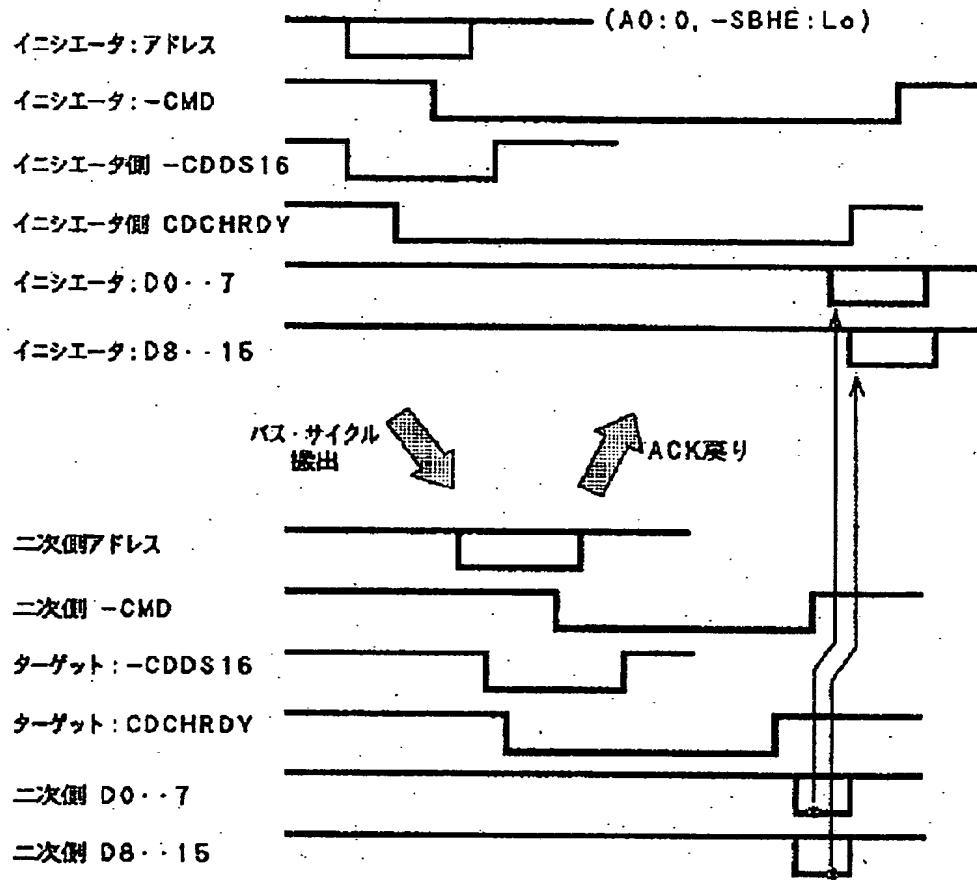 (A0:0, -SBHE:Lo)
イニシエータ:アドレス
イニシエータ:-CMD
イニシエータ側 -CDDS16
イニシエータ側 CDCHRDY
イニシエータ:D0··7
イニシエータ:D8··15
バス・サイクル
搬出
ACK戻り
二次側アドレス
二次側 -CMD
ターゲット:-CDDS16
ターゲット:CDCHRDY
二次側 D0··7
二次側 D8··15